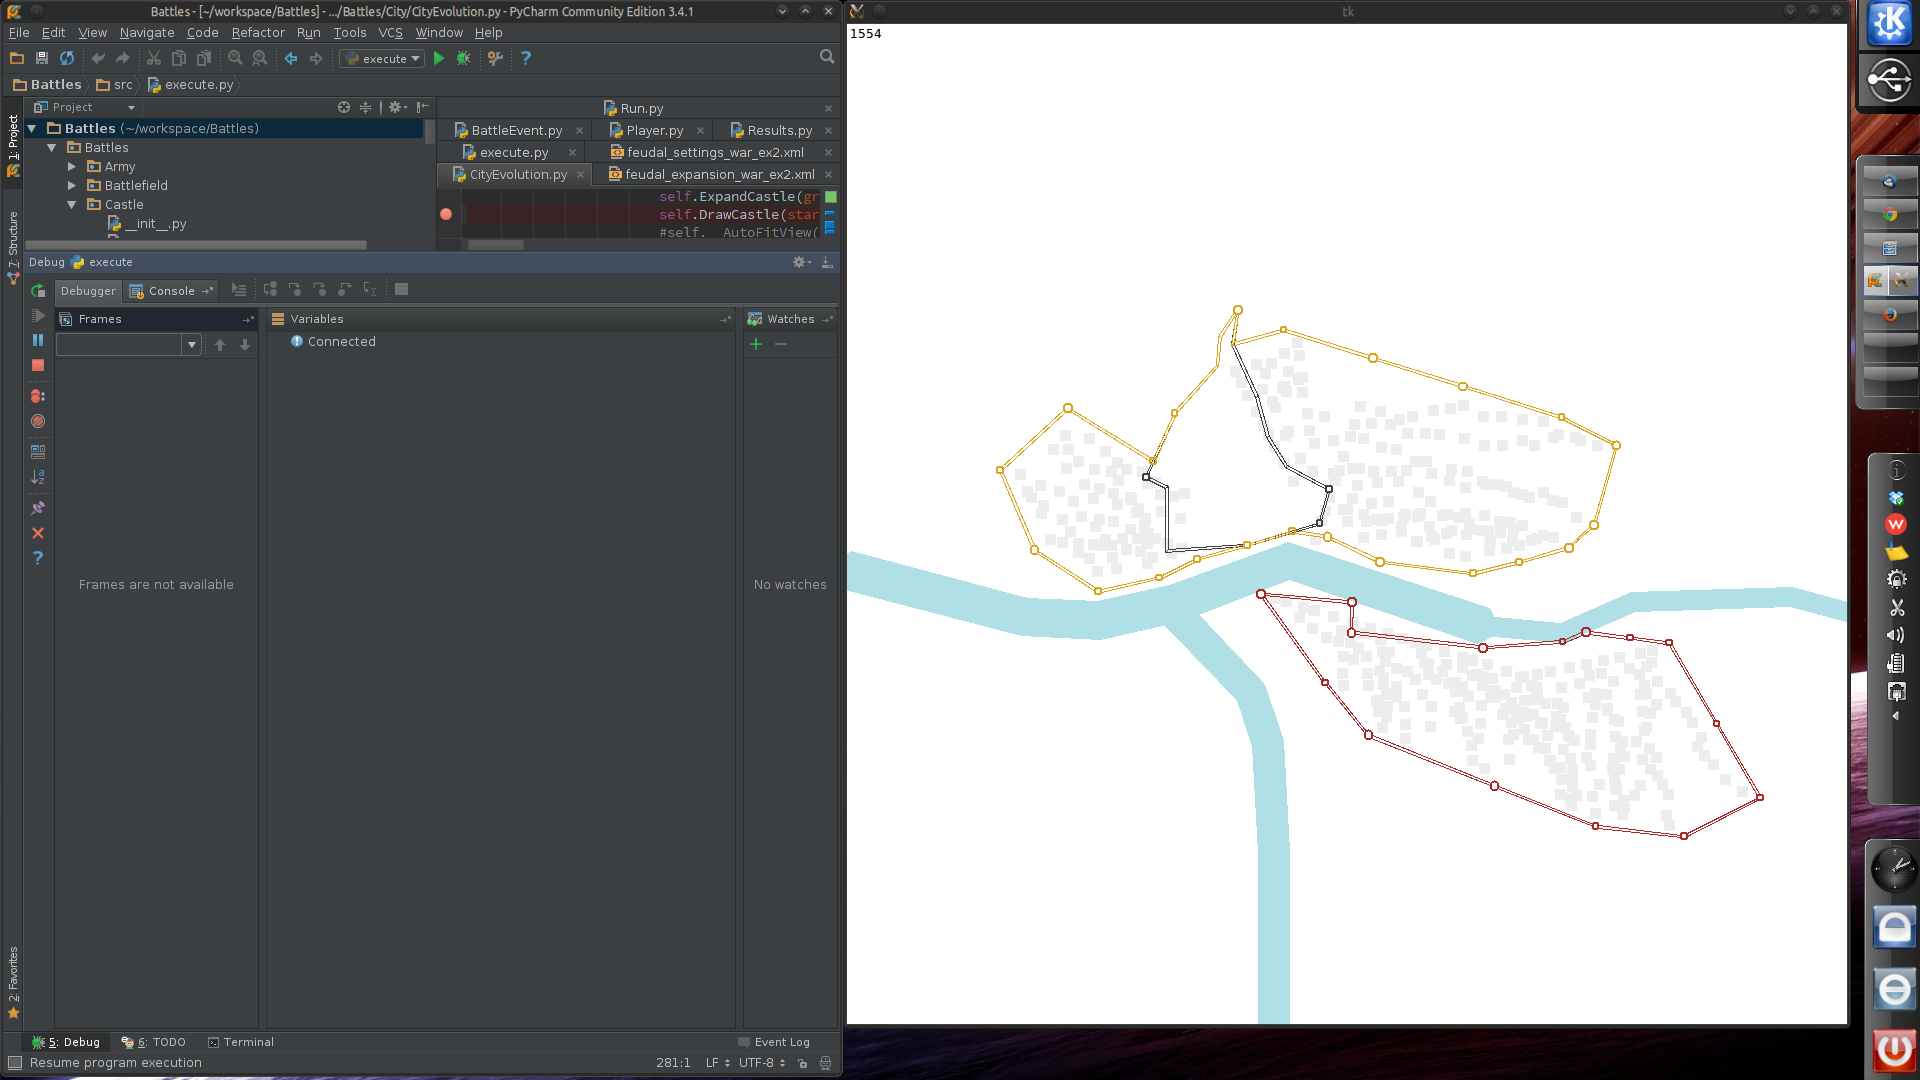 Battles - [~/workspace/Battles] - .../Battles/City/CityEvolution.py - PyCharm Community Edition 3.4.1
File Edit View Navigate Code Refactor Run Tools VCS Window Help
execute
Battles src execute.py
Project
Run.py
BattleEvent.py Player.py Results.py
execute.py feudal_settings_war_ex2.xml
CityEvolution.py feudal_expansion_war_ex2.xml
1: Project
7: Structure
2: Favorites
Battles (~/workspace/Battles)
Battles
Army
Battlefield
Castle
__init__.py
self.ExpandCastle(gr
self.DrawCastle(star
#self.__AutoFitView(
Debug execute
Debugger Console
Frames Variables Watches
Connected
Frames are not available
No watches
5: Debug 6: TODO Terminal Event Log
Resume program execution 281:1 LF UTF-8
tk
1554